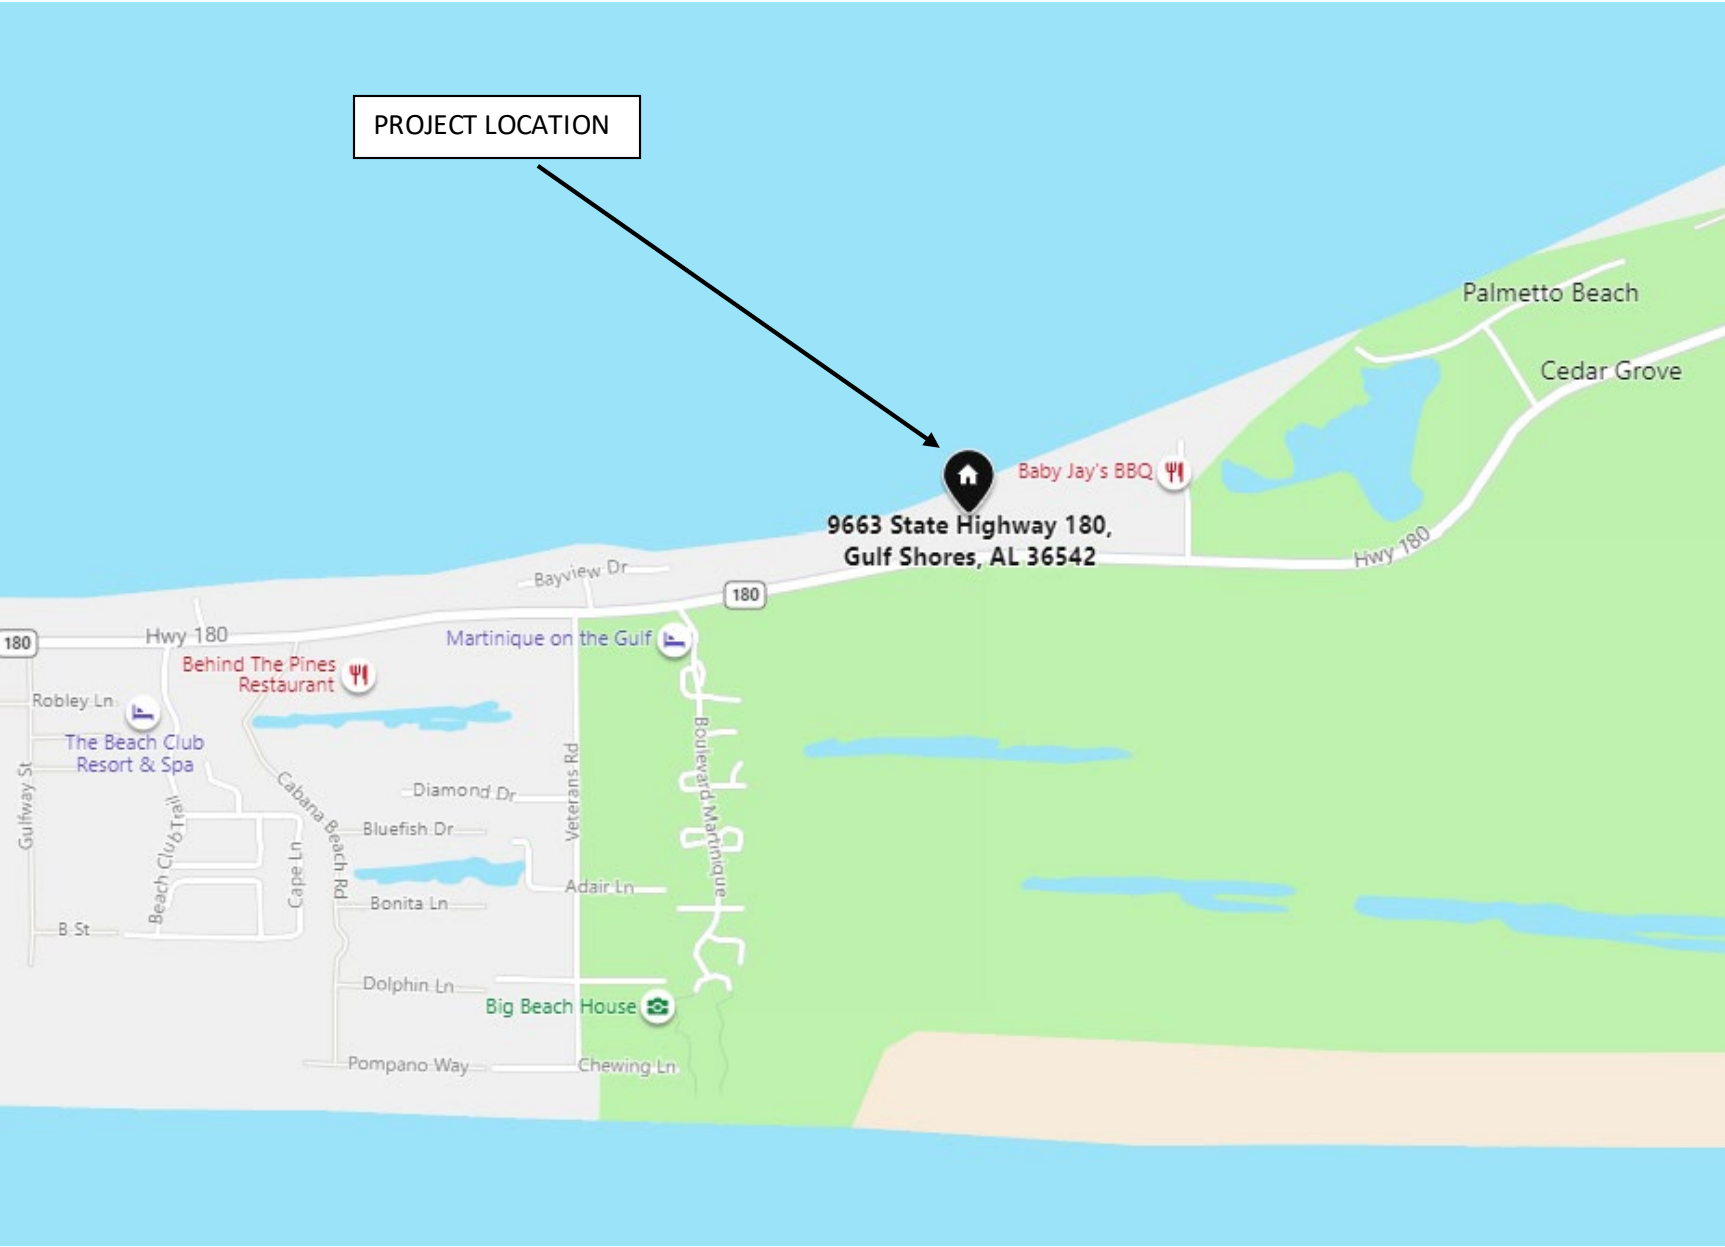 PROJECT LOCATION
Palmetto Beach
Cedar Grove
Baby Jay's BBQ
9663 State Highway 180,
Gulf Shores, AL 36542
Hwy 180
Bayview Dr
180
Hwy 180
180
Martinique on the Gulf
Behind The Pines
Restaurant
Robley Ln
The Beach Club
Resort & Spa
Gulfway St
Beach Club Trail
Cabana Beach Rd
Cape Ln
Veterans Rd
Boulevard Martinique
Diamond Dr
Bluefish Dr
Adair Ln
Bonita Ln
B St
Dolphin Ln
Big Beach House
Pompano Way
Chewing Ln